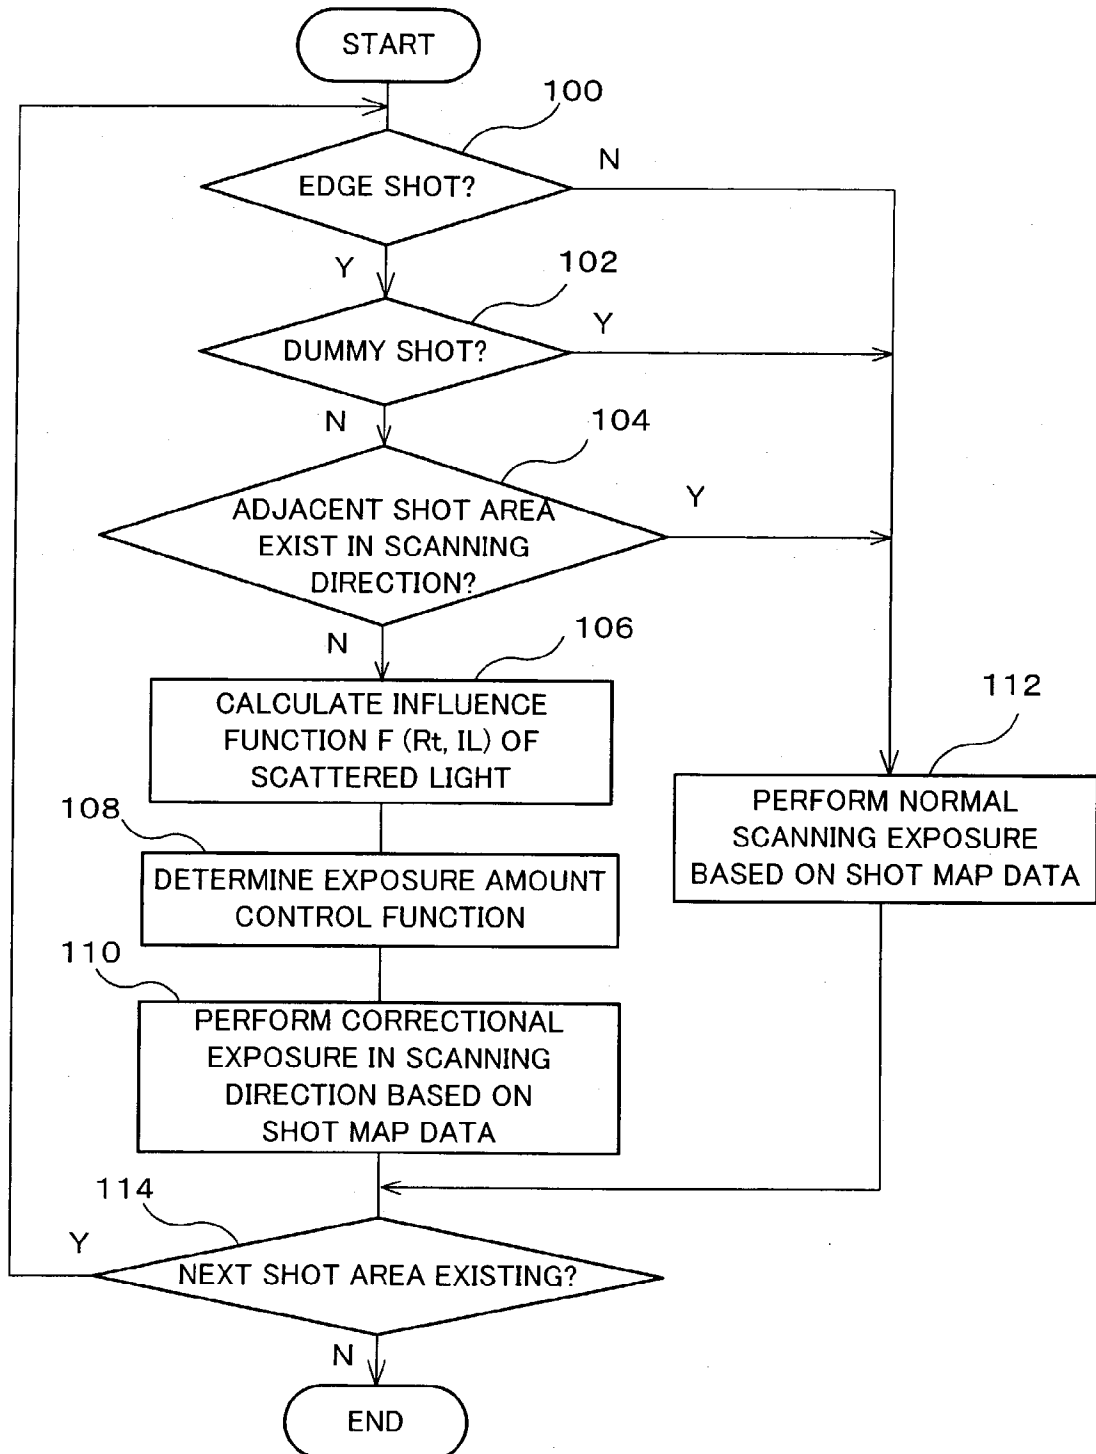 START
100
EDGE SHOT?
N
Y
102
DUMMY SHOT?
Y
N
104
ADJACENT SHOT AREA
EXIST IN SCANNING
DIRECTION?
Y
N
106
CALCULATE INFLUENCE
FUNCTION F (Rt, IL) OF
SCATTERED LIGHT
112
PERFORM NORMAL
SCANNING EXPOSURE
BASED ON SHOT MAP DATA
108
DETERMINE EXPOSURE AMOUNT
CONTROL FUNCTION
110
PERFORM CORRECTIONAL
EXPOSURE IN SCANNING
DIRECTION BASED ON
SHOT MAP DATA
114
Y
NEXT SHOT AREA EXISTING?
N
END